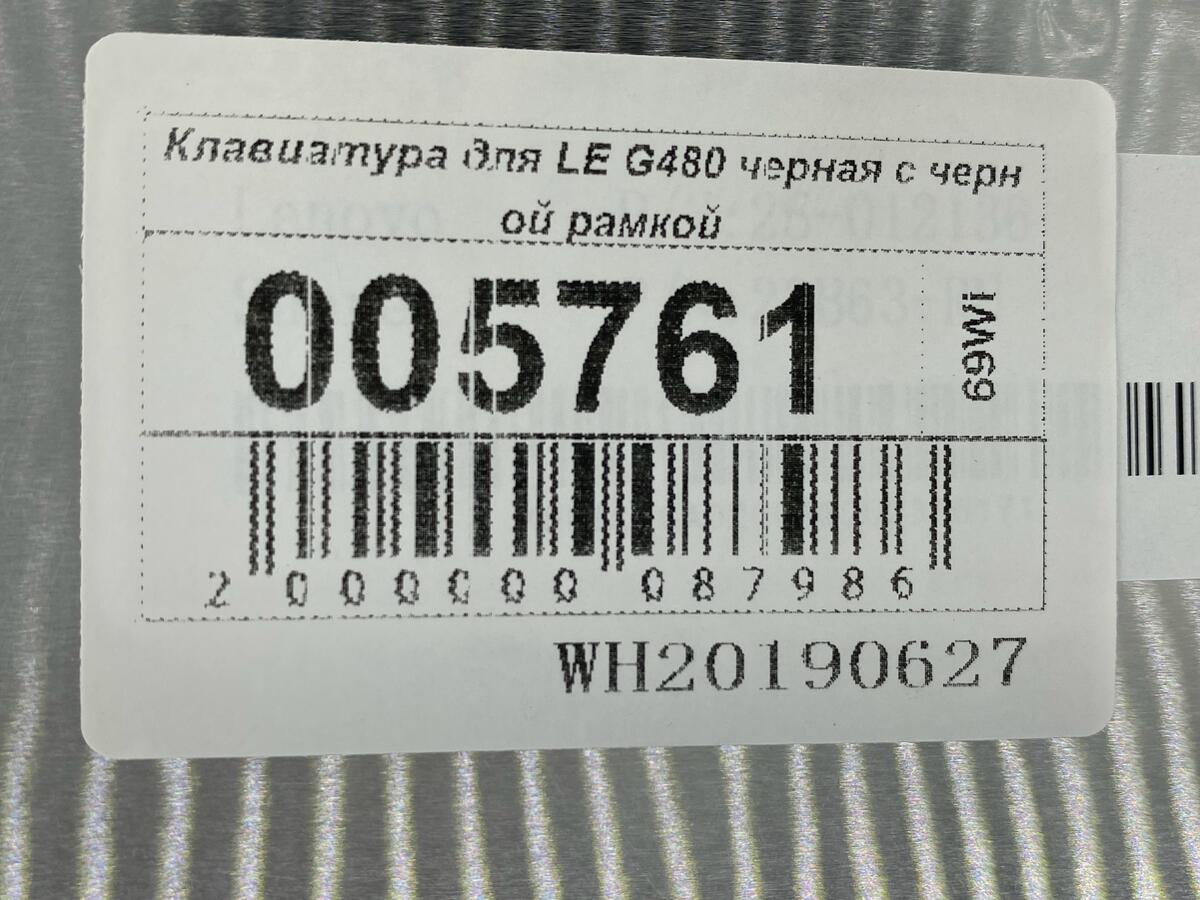 Клавиатура для LE G480 черная с черн
ой рамкой
005761
69Wi
2 000000 087986
WH20190627